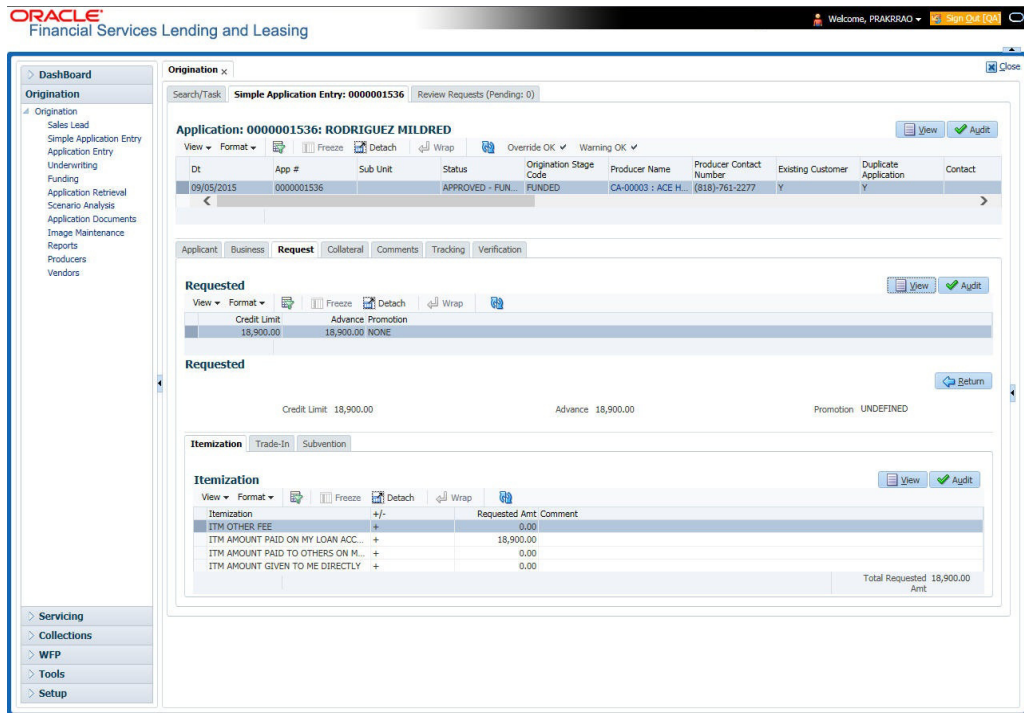 ORACLE
Financial Services Lending and Leasing
Welcome, PRAKRRAO
Sign Out [QA]
Close
DashBoard
Origination
Origination
Sales Lead
Simple Application Entry
Application Entry
Underwriting
Funding
Application Retrieval
Scenario Analysis
Application Documents
Image Maintenance
Reports
Producers
Vendors
Servicing
Collections
WFP
Tools
Setup
Origination
Search/Task Simple Application Entry: 0000001536 Review Requests (Pending: 0)
Application: 0000001536: RODRIGUEZ MILDRED
View Audit
View Format Freeze Detach Wrap Override OK Warning OK
Dt App # Sub Unit Status Origination Stage Code Producer Name Producer Contact Number Existing Customer Duplicate Application Contact
09/05/2015 0000001536 APPROVED - FUN... FUNDED CA-00003 : ACE H... (818)-761-2277 Y Y
Applicant Business Request Collateral Comments Tracking Verification
Requested
View Audit
View Format Freeze Detach Wrap
Credit Limit Advance Promotion
18,900.00 18,900.00 NONE
Requested
Return
Credit Limit 18,900.00 Advance 18,900.00 Promotion UNDEFINED
Itemization Trade-In Subvention
Itemization
View Audit
View Format Freeze Detach Wrap
Itemization +/- Requested Amt Comment
ITM OTHER FEE + 0.00
ITM AMOUNT PAID ON MY LOAN ACC... + 18,900.00
ITM AMOUNT PAID TO OTHERS ON M... + 0.00
ITM AMOUNT GIVEN TO ME DIRECTLY + 0.00
Total Requested Amt 18,900.00